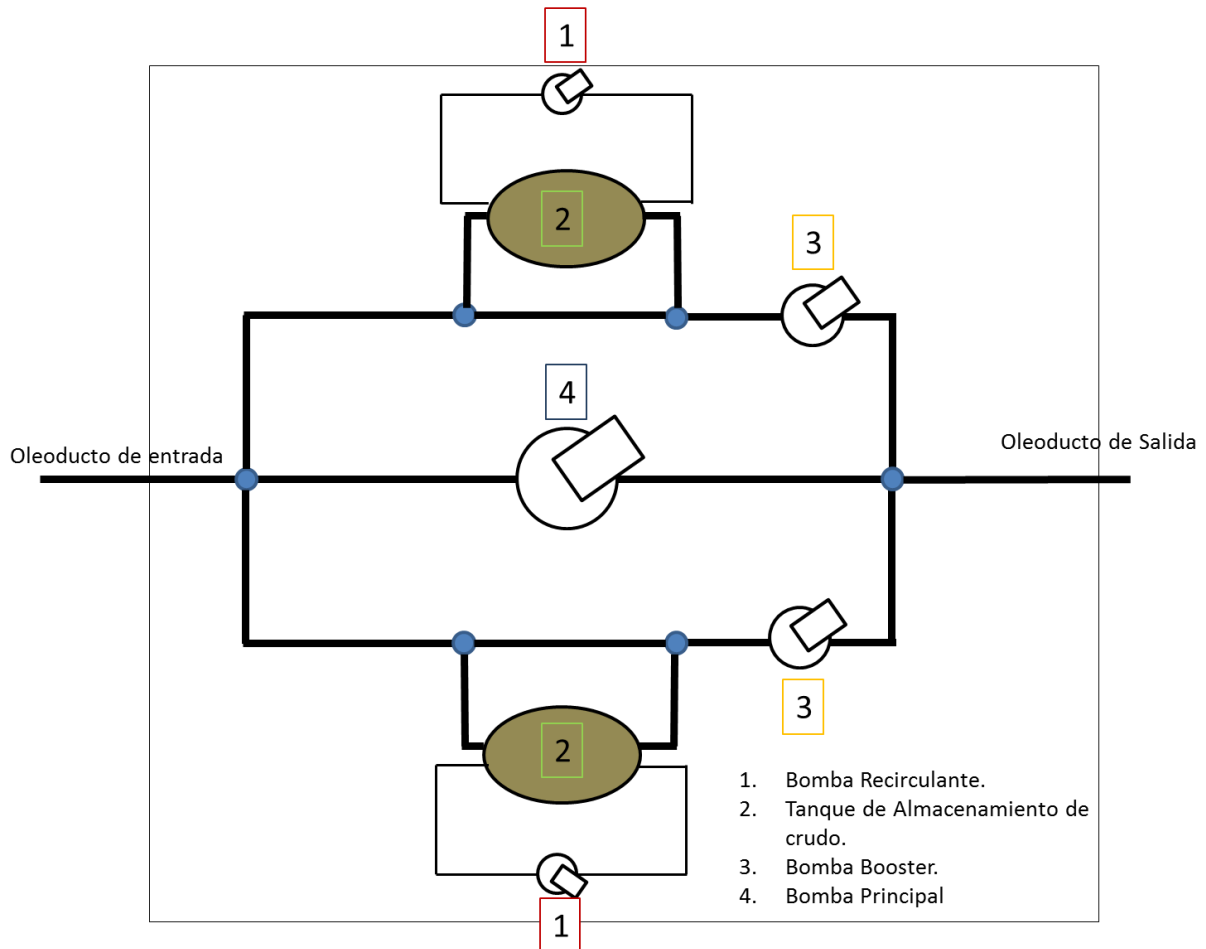 1
2
3
4
Oleoducto de entrada
Oleoducto de Salida
3
2
1. Bomba Recirculante.
2. Tanque de Almacenamiento de
crudo.
3. Bomba Booster.
4. Bomba Principal
1